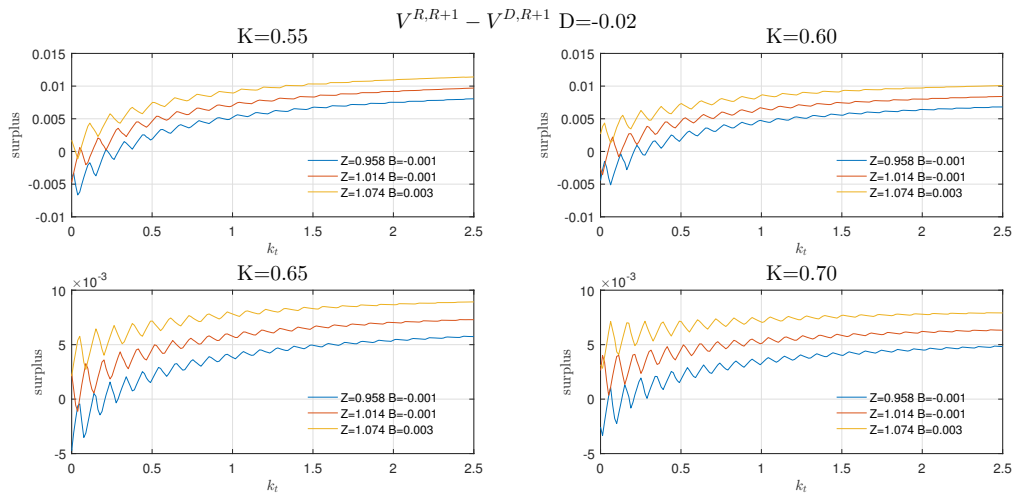 V^{R,R+1} − V^{D,R+1} D=-0.02
K=0.55
0.015
0.01
0.005
0
-0.005
-0.01
surplus
Z=0.958 B=-0.001
Z=1.014 B=-0.001
Z=1.074 B=0.003
0 0.5 1 1.5 2 2.5
k_t
K=0.60
0.015
0.01
0.005
0
-0.005
-0.01
surplus
Z=0.958 B=-0.001
Z=1.014 B=-0.001
Z=1.074 B=0.003
0 0.5 1 1.5 2 2.5
k_t
K=0.65
×10^{-3}
10
5
0
-5
surplus
Z=0.958 B=-0.001
Z=1.014 B=-0.001
Z=1.074 B=0.003
0 0.5 1 1.5 2 2.5
k_t
K=0.70
×10^{-3}
10
5
0
-5
surplus
Z=0.958 B=-0.001
Z=1.014 B=-0.001
Z=1.074 B=0.003
0 0.5 1 1.5 2 2.5
k_t